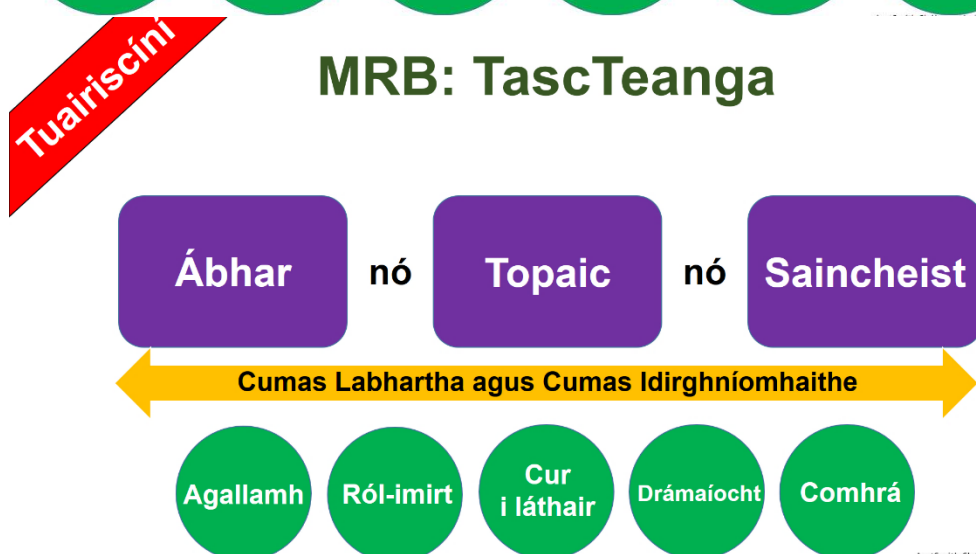 Tuairiscíní
MRB: TascTeanga
Ábhar nó Topaic nó Saincheist
Cumas Labhartha agus Cumas Idirghníomhaithe
Agallamh Ról-imirt Cur i láthair Drámaíocht Comhrá